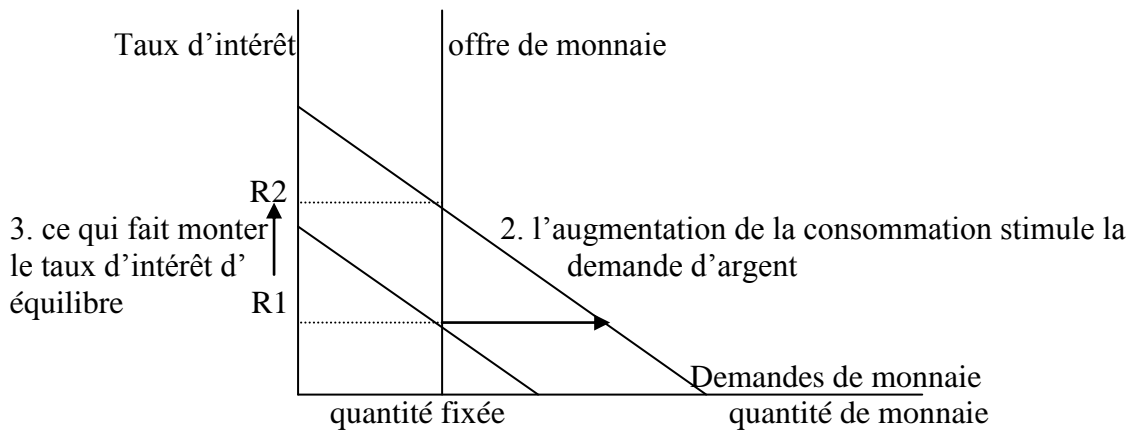 Taux d’intérêt
offre de monnaie
R2
3. ce qui fait monter
le taux d’intérêt d’
équilibre
2. l’augmentation de la consommation stimule la
demande d’argent
R1
Demandes de monnaie
quantité fixée
quantité de monnaie